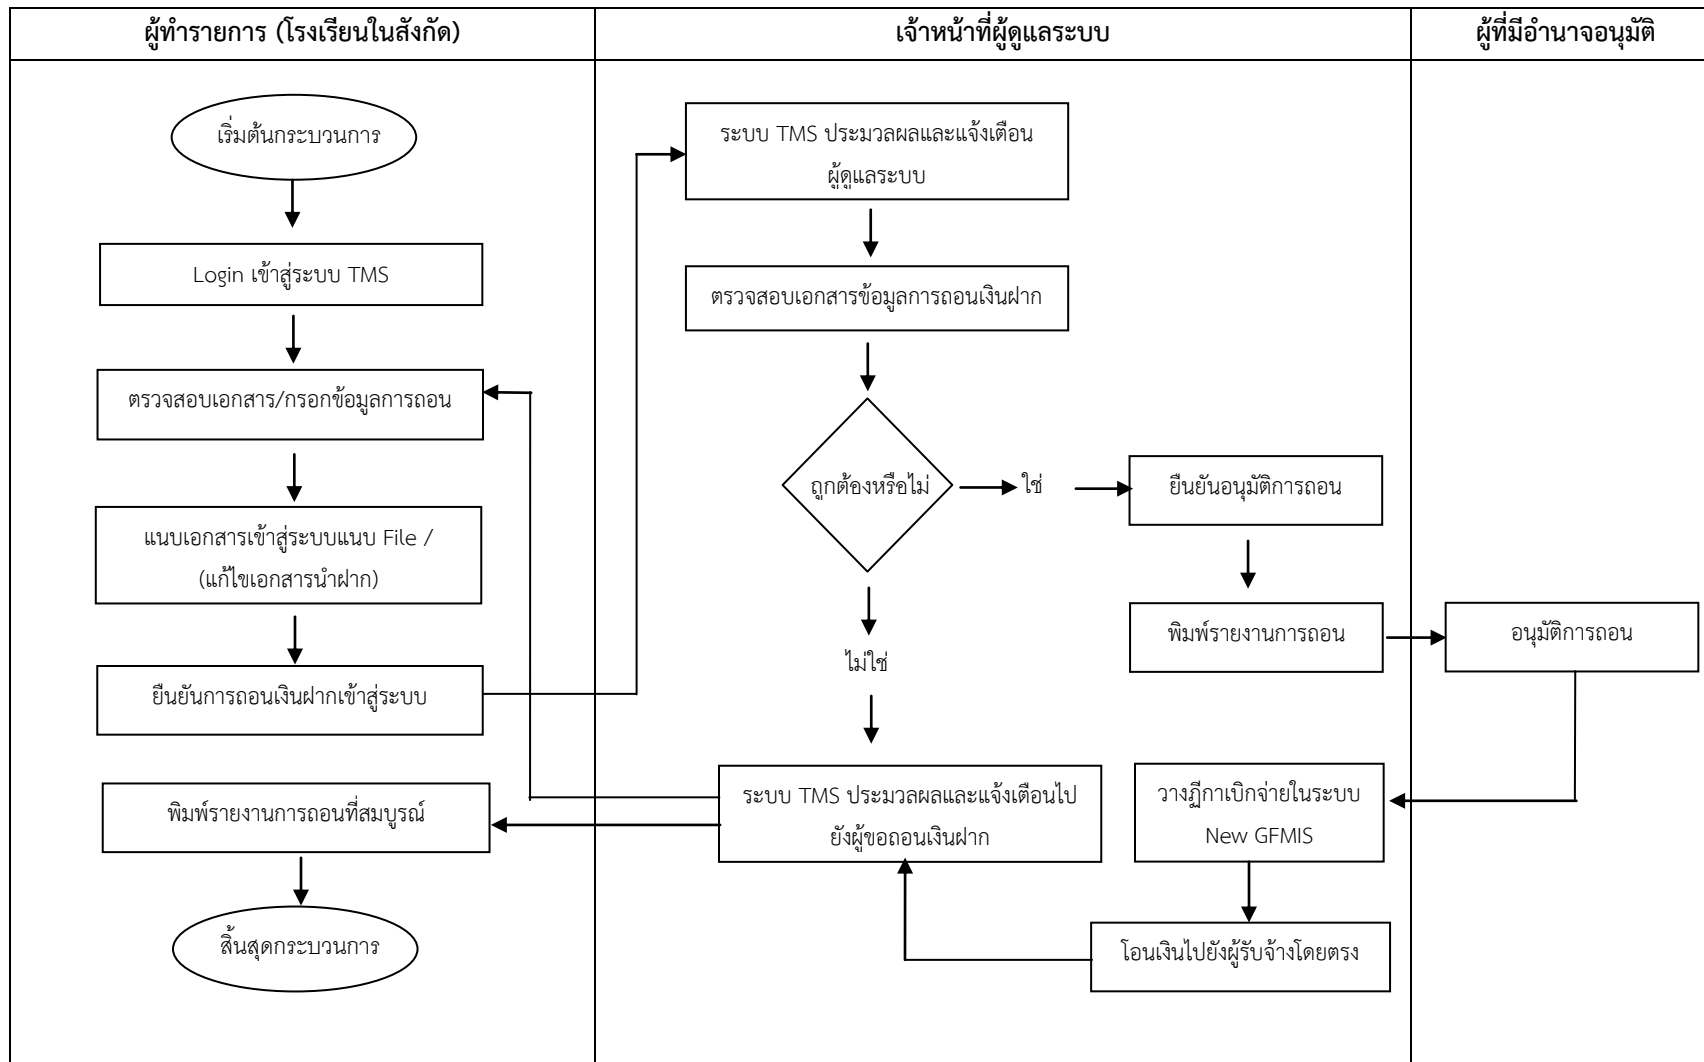 ผู้ทำรายการ (โรงเรียนในสังกัด)
เจ้าหน้าที่ผู้ดูแลระบบ
ผู้ที่มีอำนาจอนุมัติ
เริ่มต้นกระบวนการ
Login เข้าสู่ระบบ TMS
ตรวจสอบเอกสาร/กรอกข้อมูลการถอน
แนบเอกสารเข้าสู่ระบบแนบ File /
(แก้ไขเอกสารนำฝาก)
ยืนยันการถอนเงินฝากเข้าสู่ระบบ
พิมพ์รายงานการถอนที่สมบูรณ์
สิ้นสุดกระบวนการ
ระบบ TMS ประมวลผลและแจ้งเตือน
ผู้ดูแลระบบ
ตรวจสอบเอกสารข้อมูลการถอนเงินฝาก
ถูกต้องหรือไม่
ใช่
ไม่ใช่
ระบบ TMS ประมวลผลและแจ้งเตือนไป
ยังผู้ขอถอนเงินฝาก
ยืนยันอนุมัติการถอน
พิมพ์รายงานการถอน
วางฏีกาเบิกจ่ายในระบบ
New GFMIS
โอนเงินไปยังผู้รับจ้างโดยตรง
อนุมัติการถอน